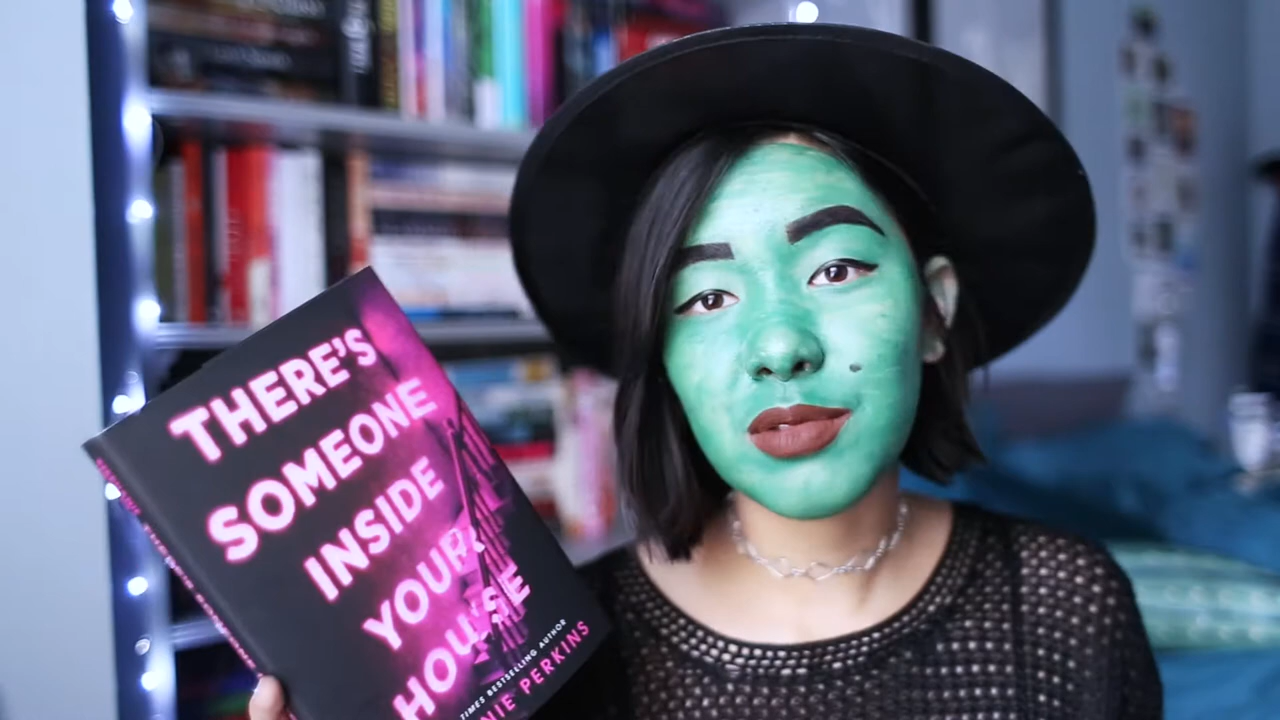 THERE'S
SOMEONE
INSIDE
YOUR
HOUSE
TIMES BESTSELLING AUTHOR
NIE PERKINS